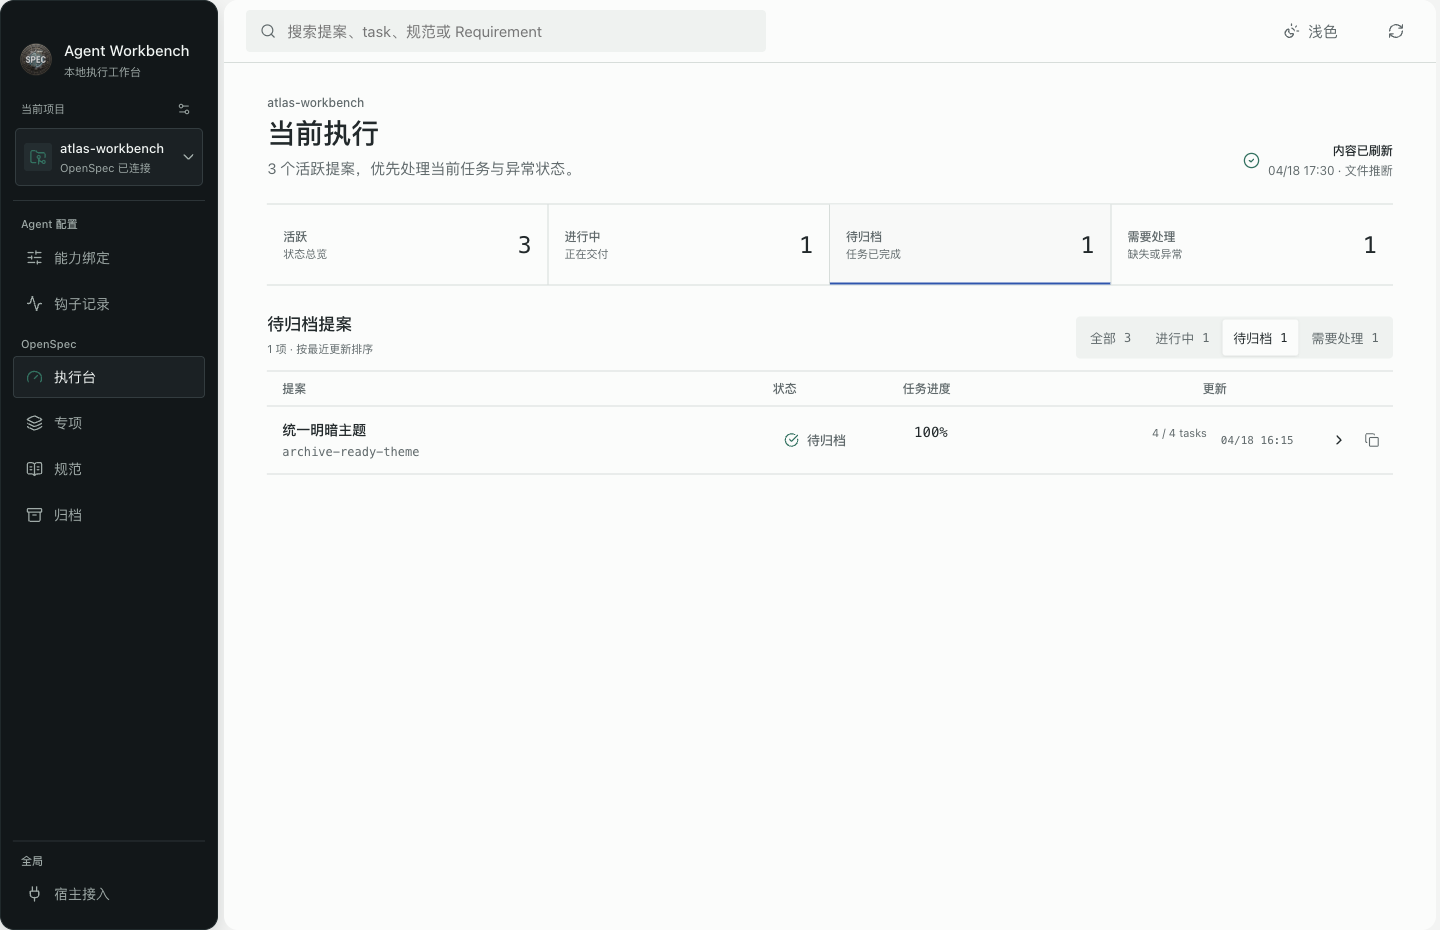 SPEC
Agent Workbench
本地执行工作台
当前项目
atlas-workbench
OpenSpec 已连接
Agent 配置
能力绑定
钩子记录
OpenSpec
执行台
专项
规范
归档
全局
宿主接入
搜索提案、task、规范或 Requirement
浅色
atlas-workbench
当前执行
3 个活跃提案，优先处理当前任务与异常状态。
内容已刷新
04/18 17:30 · 文件推断
活跃
状态总览
3
进行中
正在交付
1
待归档
任务已完成
1
需要处理
缺失或异常
1
待归档提案
1 项 · 按最近更新排序
全部 3 进行中 1 待归档 1 需要处理 1
提案 状态 任务进度 更新
统一明暗主题
archive-ready-theme
待归档
100%
4 / 4 tasks
04/18 16:15